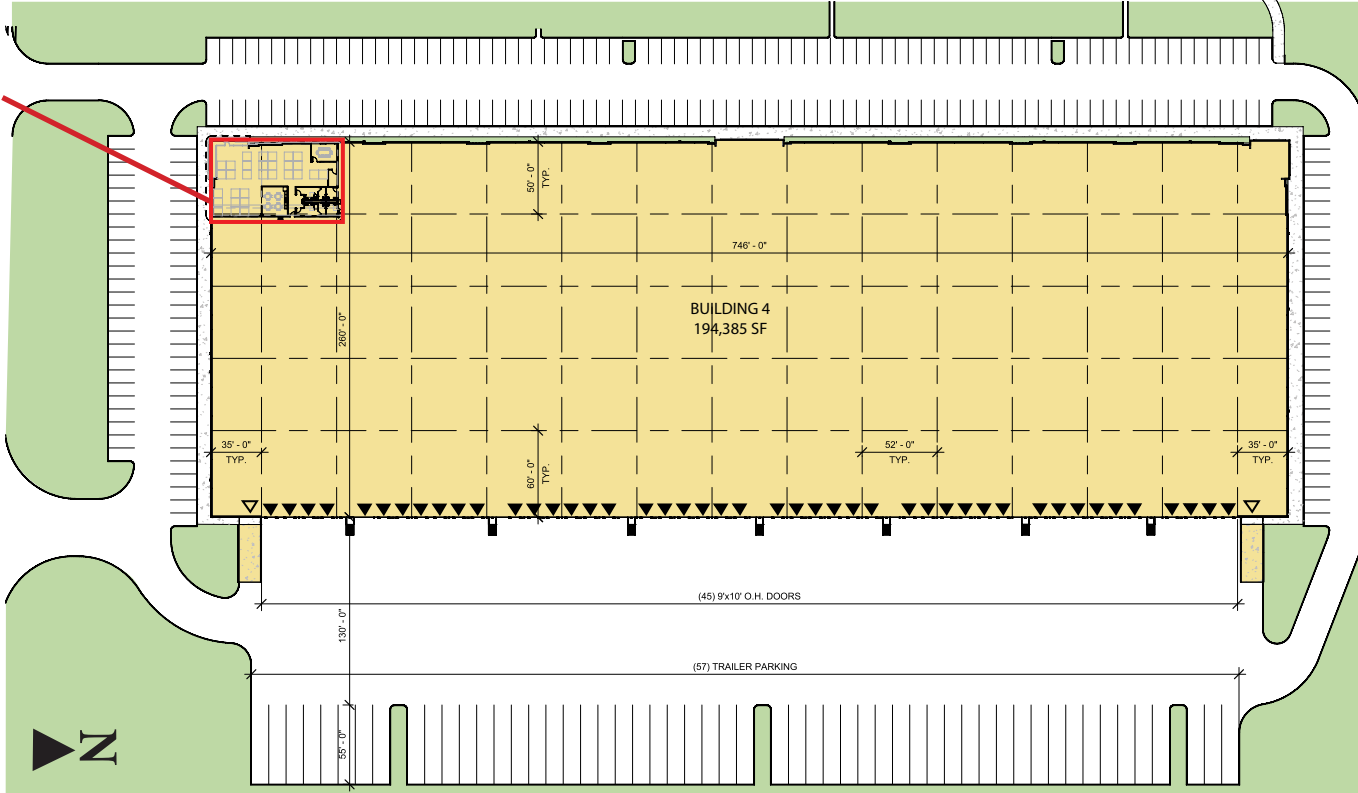 50' - 0"
TYP.
746' - 0"
BUILDING 4
194,385 SF
260' - 0"
35' - 0"
TYP.
60' - 0"
TYP.
52' - 0"
TYP.
35' - 0"
TYP.
(45) 9'x10' O.H. DOORS
130' - 0"
(57) TRAILER PARKING
55' - 0"
N